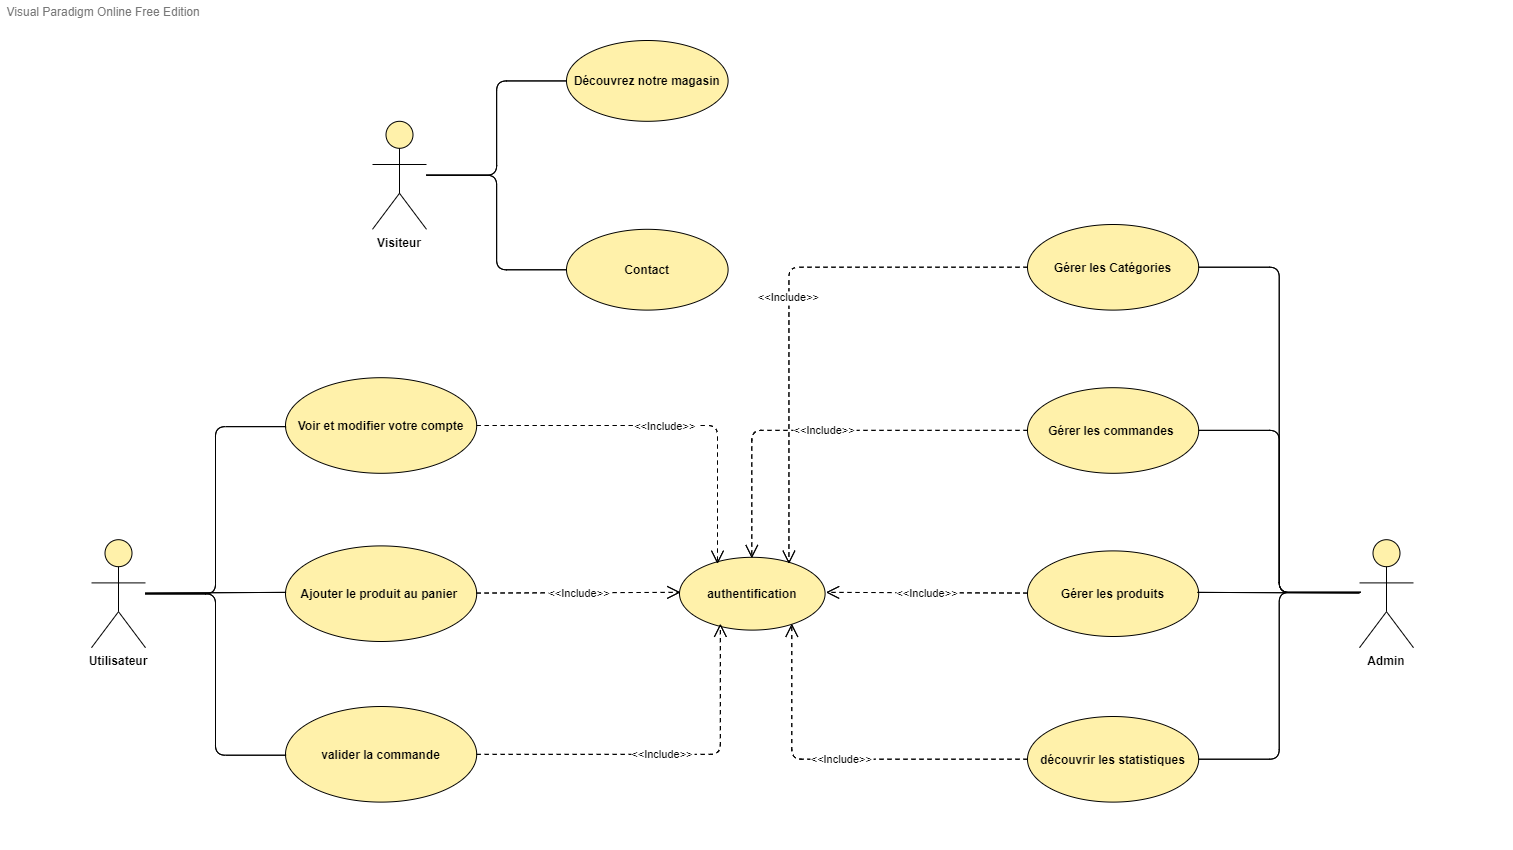 Visual Paradigm Online Free Edition
Découvrez notre magasin
Visiteur
Contact
Gérer les Catégories
<<Include>>
Voir et modifier votre compte
<<Include>>
<<Include>>
Gérer les commandes
Ajouter le produit au panier
<<Include>>
authentification
<<Include>>
Gérer les produits
Utilisateur
Admin
valider la commande
<<Include>>
<<Include>>
découvrir les statistiques